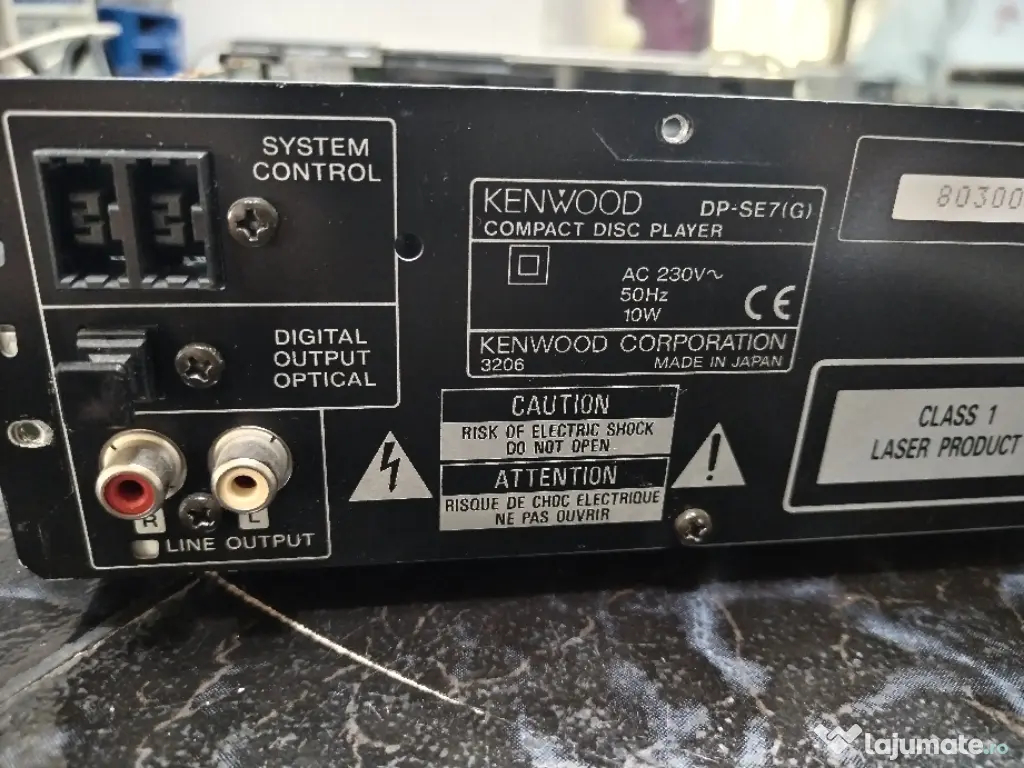 SYSTEM
CONTROL
DIGITAL
OUTPUT
OPTICAL
R
L
LINE OUTPUT
KENWOOD DP-SE7(G)
COMPACT DISC PLAYER
AC 230V~
50Hz
10W
CE
KENWOOD CORPORATION
3206 MADE IN JAPAN
CAUTION
RISK OF ELECTRIC SHOCK
DO NOT OPEN
ATTENTION
RISQUE DE CHOC ELECTRIQUE
NE PAS OUVRIR
80300
CLASS 1
LASER PRODUCT
lajumate.ro